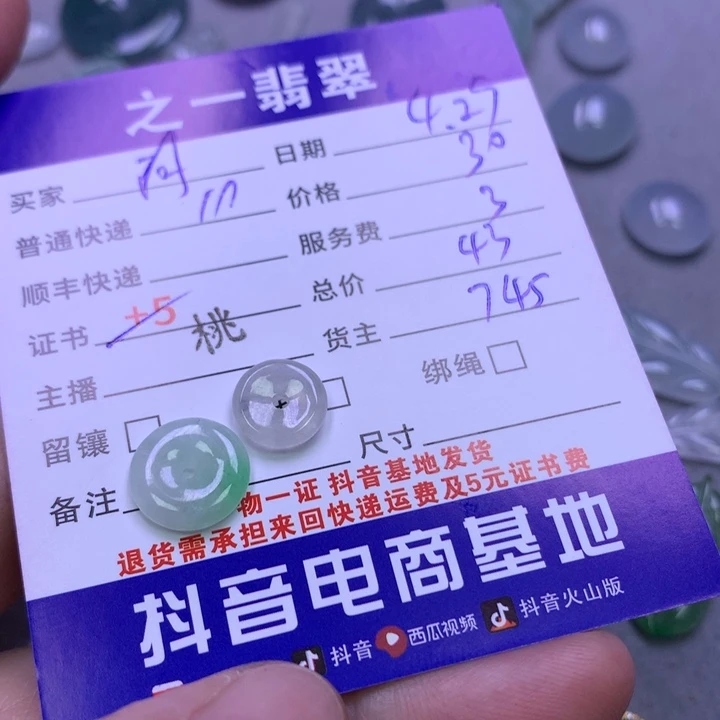 之一翡翠
买家 日期 4.27
普通快递 10 价格 30
顺丰快递 服务费 3
证书 +5 总价 43
主播 桃 货主 745
留镶 绑绳
备注 尺寸
物一证 抖音基地发货
退货需承担来回快递运费及5元证书费
抖音电商基地
抖音 西瓜视频 抖音火山版